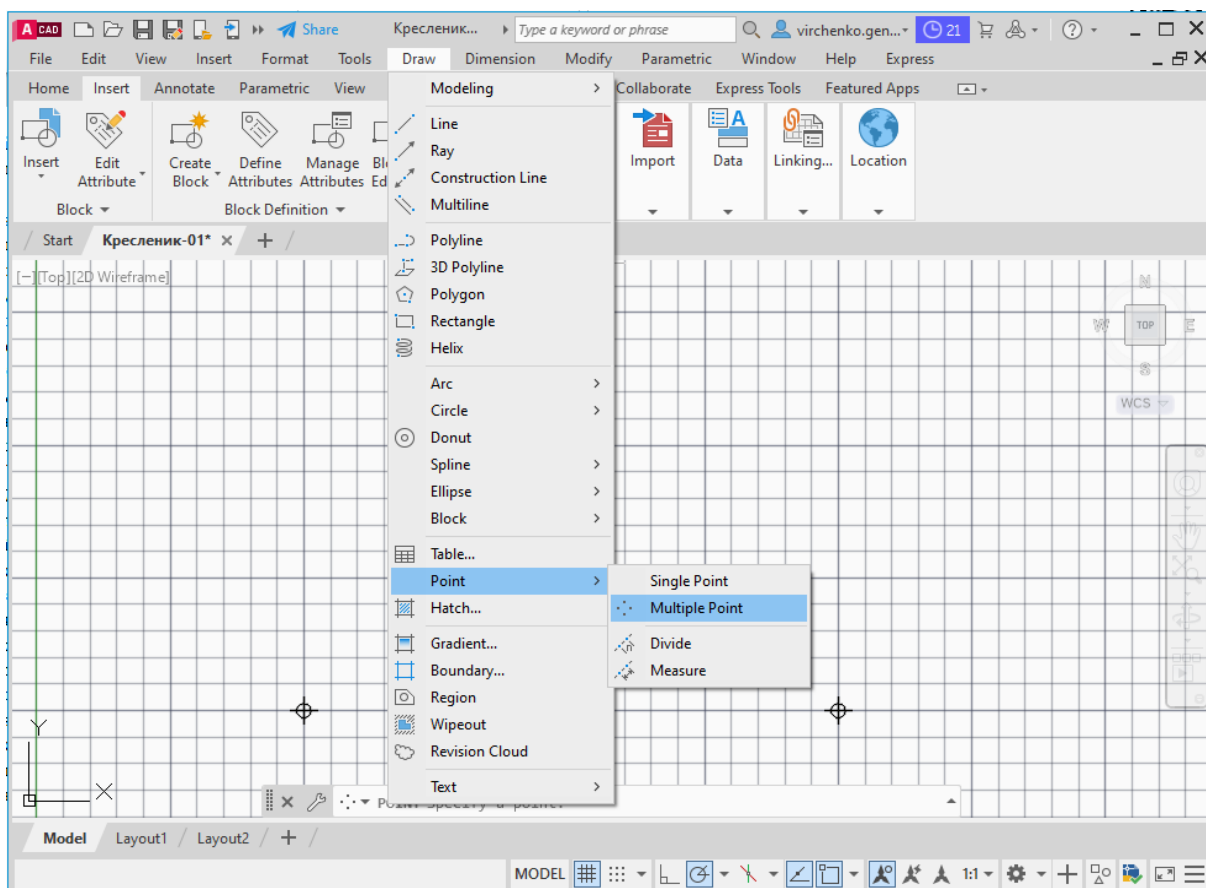 A CAD Share Кресленик... Type a keyword or phrase virchenko.gen... 21
File Edit View Insert Format Tools Draw Dimension Modify Parametric Window Help Express
Home Insert Annotate Parametric View Collaborate Express Tools Featured Apps
Insert Edit Attribute Create Block Define Attributes Manage Attributes Import Data Linking... Location
Block Block Definition
Start Кресленик-01*
[−][Top][2D Wireframe]
Modeling
Line
Ray
Construction Line
Multiline
Polyline
3D Polyline
Polygon
Rectangle
Helix
Arc
Circle
Donut
Spline
Ellipse
Block
Table...
Point
Hatch...
Gradient...
Boundary...
Region
Wipeout
Revision Cloud
Text
Single Point
Multiple Point
Divide
Measure
N
W TOP E
S
WCS
Y
X
Model Layout1 Layout2
MODEL 1:1